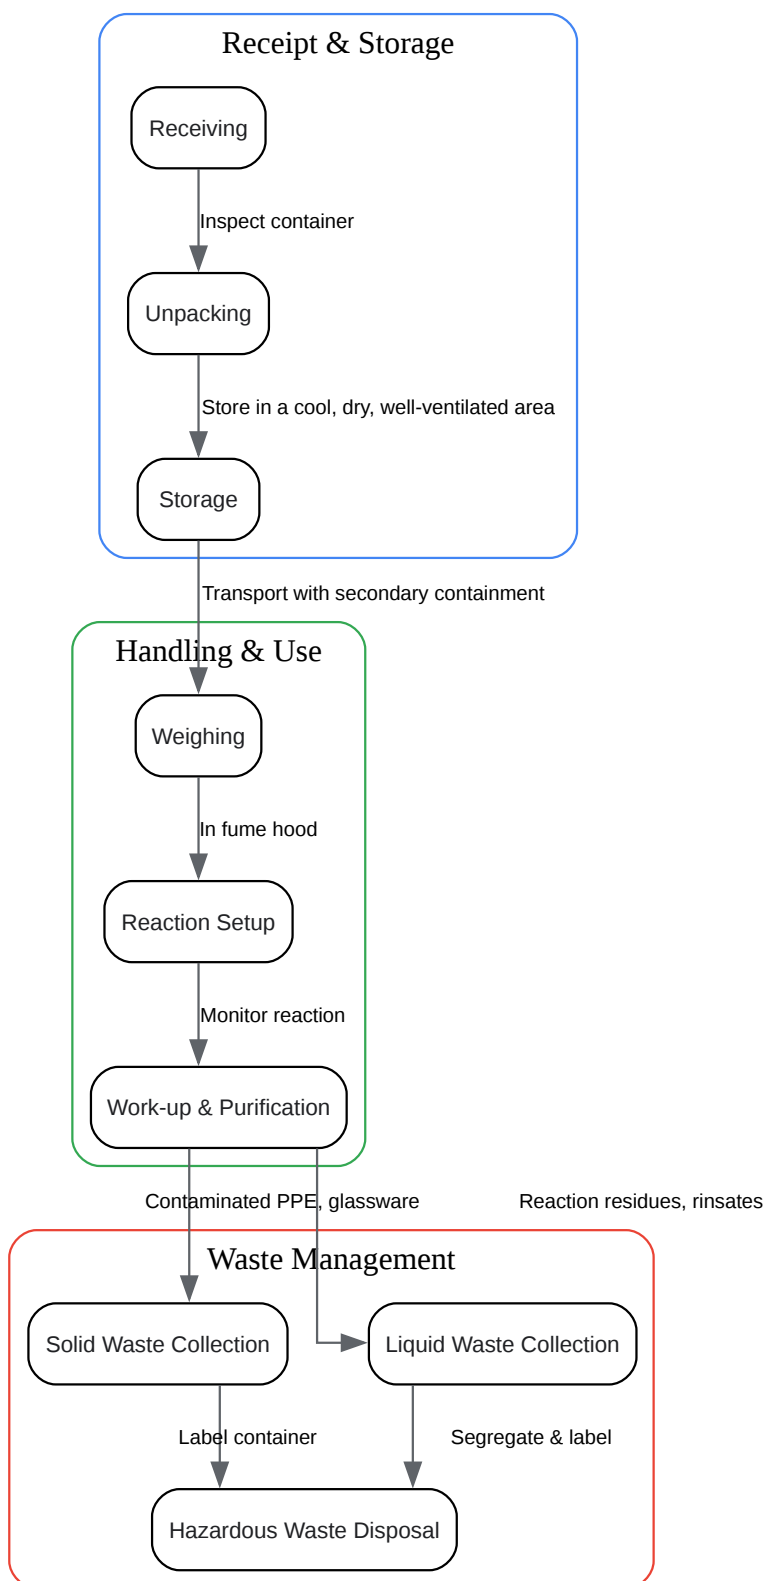 Receipt & Storage
Receiving
Inspect container
Unpacking
Store in a cool, dry, well-ventilated area
Storage
Transport with secondary containment
Handling & Use
Weighing
In fume hood
Reaction Setup
Monitor reaction
Work-up & Purification
Contaminated PPE, glassware
Reaction residues, rinsates
Waste Management
Solid Waste Collection
Liquid Waste Collection
Label container
Segregate & label
Hazardous Waste Disposal